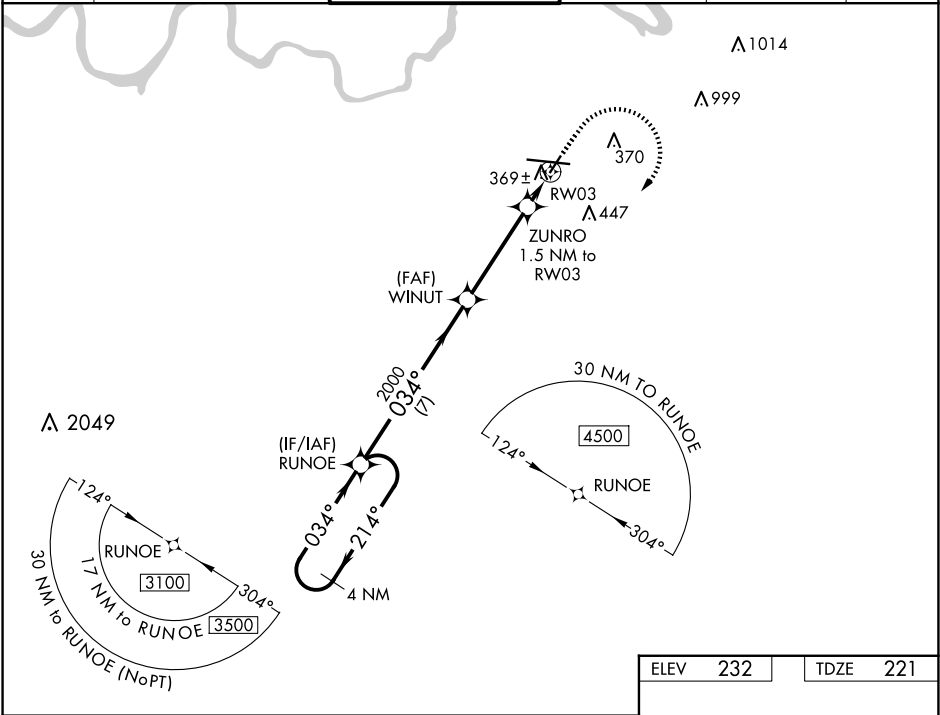 1014
999
370
369±
RW03
447
ZUNRO
1.5 NM to
RW03
(FAF)
WINUT
2000
034°
(7)
30 NM TO RUNOE
4500
124°
RUNOE
304°
2049
(IF/IAF)
RUNOE
034°
214°
4 NM
124°
RUNOE
3100
304°
17 NM to RUNOE
3500
30 NM to RUNOE (NoPT)
ELEV 232
TDZE 221